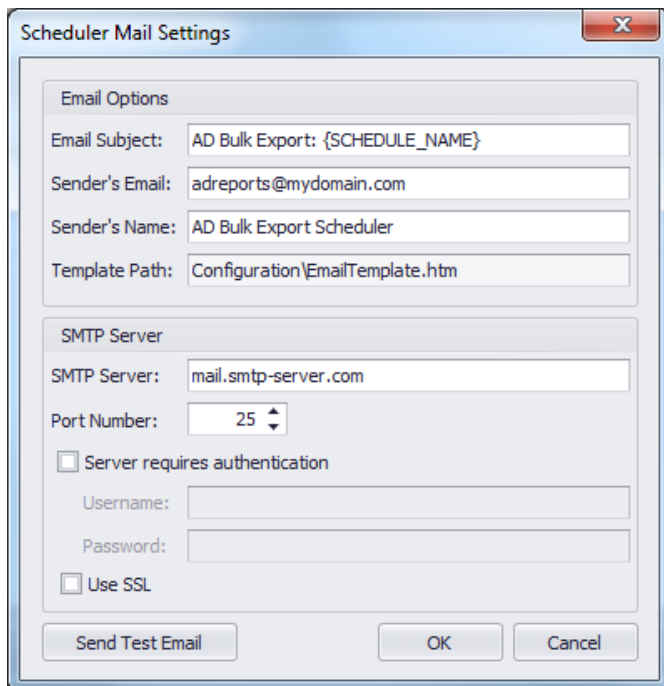 Scheduler Mail Settings
Email Options
Email Subject: AD Bulk Export: {SCHEDULE_NAME}
Sender's Email: adreports@mydomain.com
Sender's Name: AD Bulk Export Scheduler
Template Path: Configuration\EmailTemplate.htm
SMTP Server
SMTP Server: mail.smtp-server.com
Port Number: 25
Server requires authentication
Username:
Password:
Use SSL
Send Test Email OK Cancel